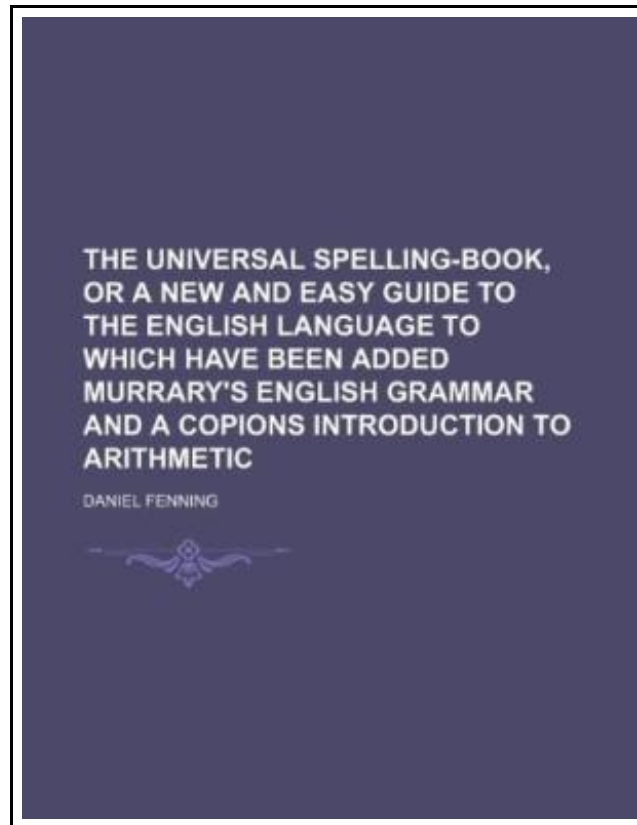 THE UNIVERSAL SPELLING-BOOK,
OR A NEW AND EASY GUIDE TO
THE ENGLISH LANGUAGE TO
WHICH HAVE BEEN ADDED
MURRARY'S ENGLISH GRAMMAR
AND A COPIONS INTRODUCTION TO
ARITHMETIC
DANIEL FENNING